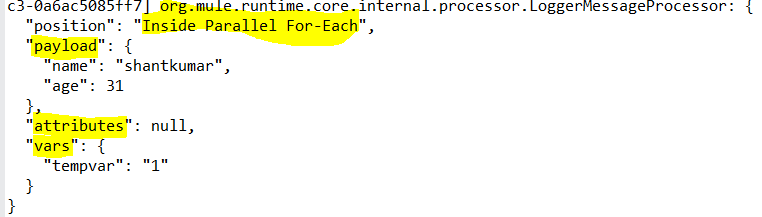 c3-0a6ac5085ff7] org.mule.runtime.core.internal.processor.LoggerMessageProcessor: {
  "position": "Inside Parallel For-Each",
  "payload": {
    "name": "shantkumar",
    "age": 31
  },
  "attributes": null,
  "vars": {
    "tempvar": "1"
  }
}